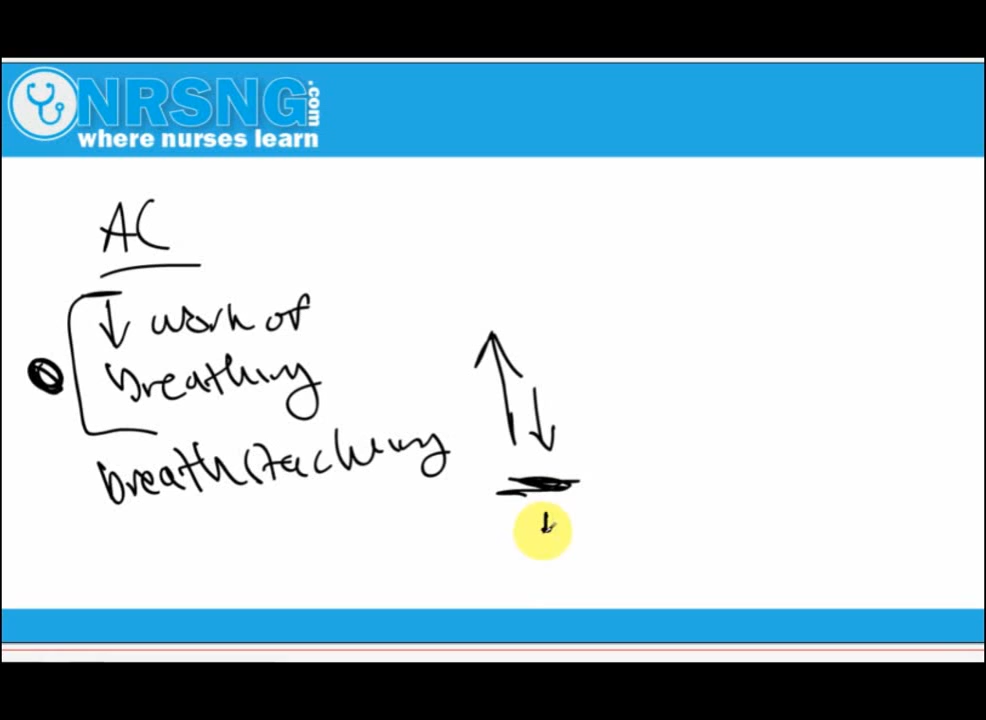 NRSNG.com
where nurses learn
AC
↓ work of
breathing
breath stacking